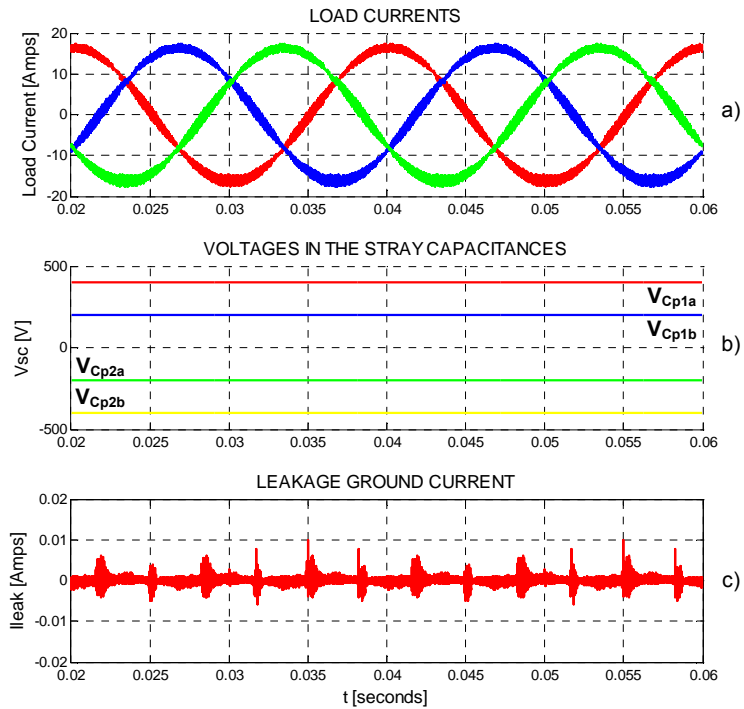 LOAD CURRENTS
Load Current [Amps]
20
10
0
-10
-20
0.02 0.025 0.03 0.035 0.04 0.045 0.05 0.055 0.06
a)
VOLTAGES IN THE STRAY CAPACITANCES
Vsc [V]
500
0
-500
VCp1a
VCp1b
VCp2a
VCp2b
0.02 0.025 0.03 0.035 0.04 0.045 0.05 0.055 0.06
b)
LEAKAGE GROUND CURRENT
Ileak [Amps]
0.02
0.01
0
-0.01
-0.02
0.02 0.025 0.03 0.035 0.04 0.045 0.05 0.055 0.06
t [seconds]
c)